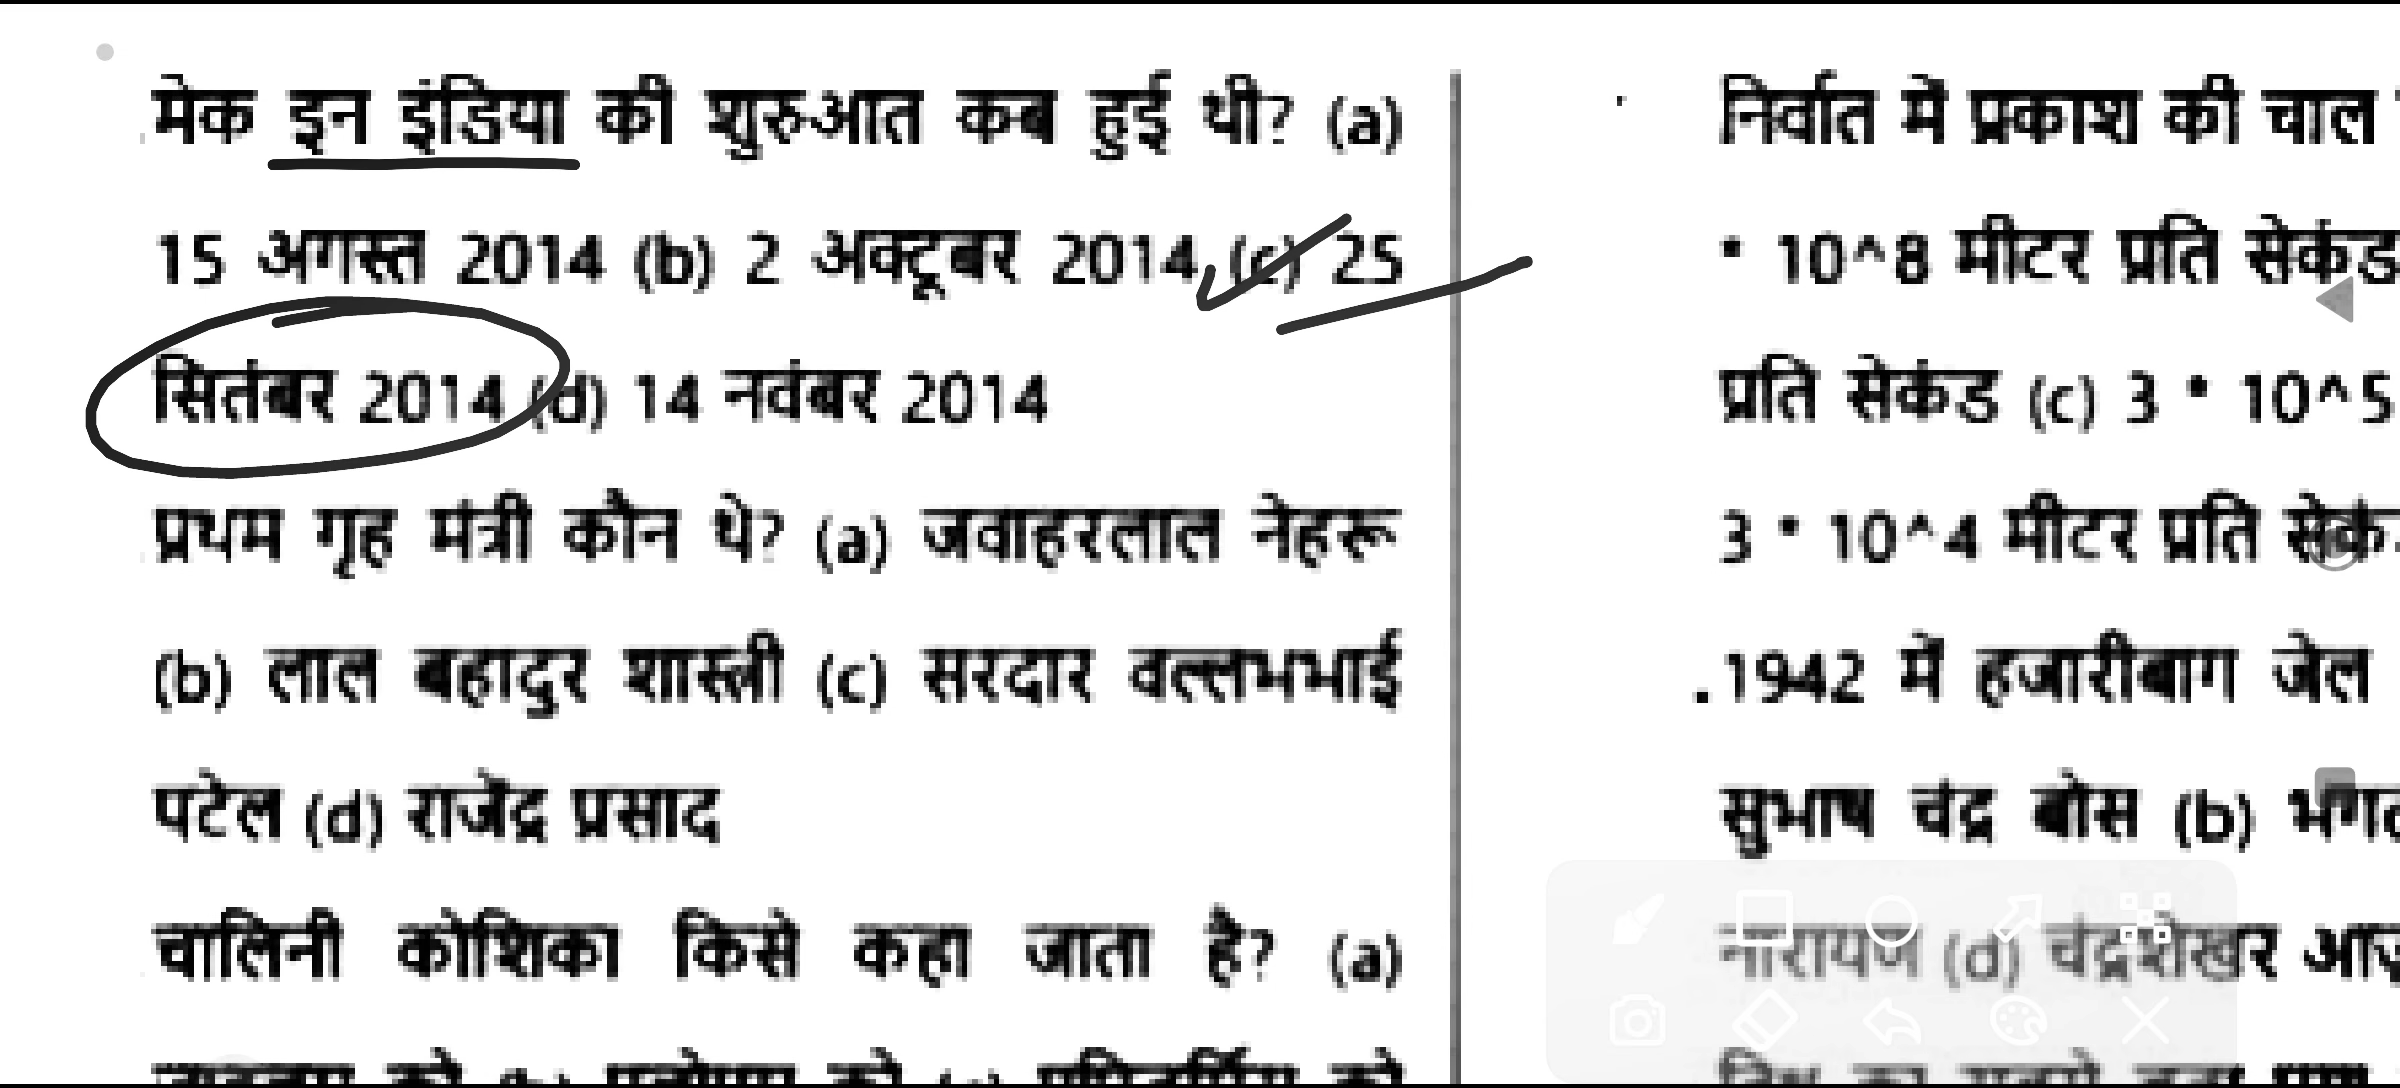 मेक इन इंडिया की शुरुआत कब हुई थी? (a)
15 अगस्त 2014 (b) 2 अक्टूबर 2014 (c) 25
सितंबर 2014 (d) 14 नवंबर 2014
प्रथम गृह मंत्री कौन थे? (a) जवाहरलाल नेहरू
(b) लाल बहादुर शास्त्री (c) सरदार वल्लभभाई
पटेल (d) राजेंद्र प्रसाद
चालिनी कोशिका किसे कहा जाता है? (a)
निर्वात में प्रकाश की चाल
* 10^8 मीटर प्रति सेकंड
प्रति सेकंड (c) 3 * 10^5
3 * 10^4 मीटर प्रति
.1942 में हजारीबाग जेल
सुभाष चंद्र बोस (b)
नारायण (d) चंद्रशेखर